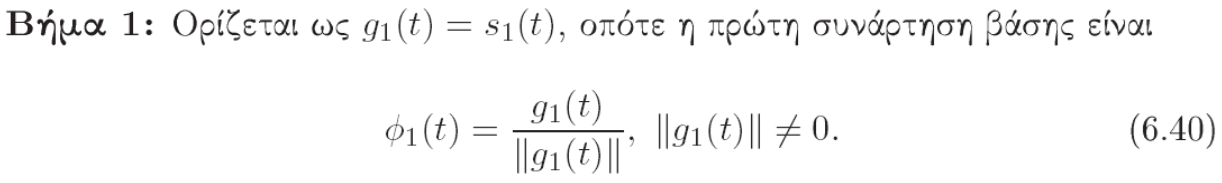 Βήμα 1: Ορίζεται ως g₁(t) = s₁(t), οπότε η πρώτη συνάρτηση βάσης είναι
ϕ₁(t) = g₁(t) / ‖g₁(t)‖, ‖g₁(t)‖ ≠ 0. (6.40)